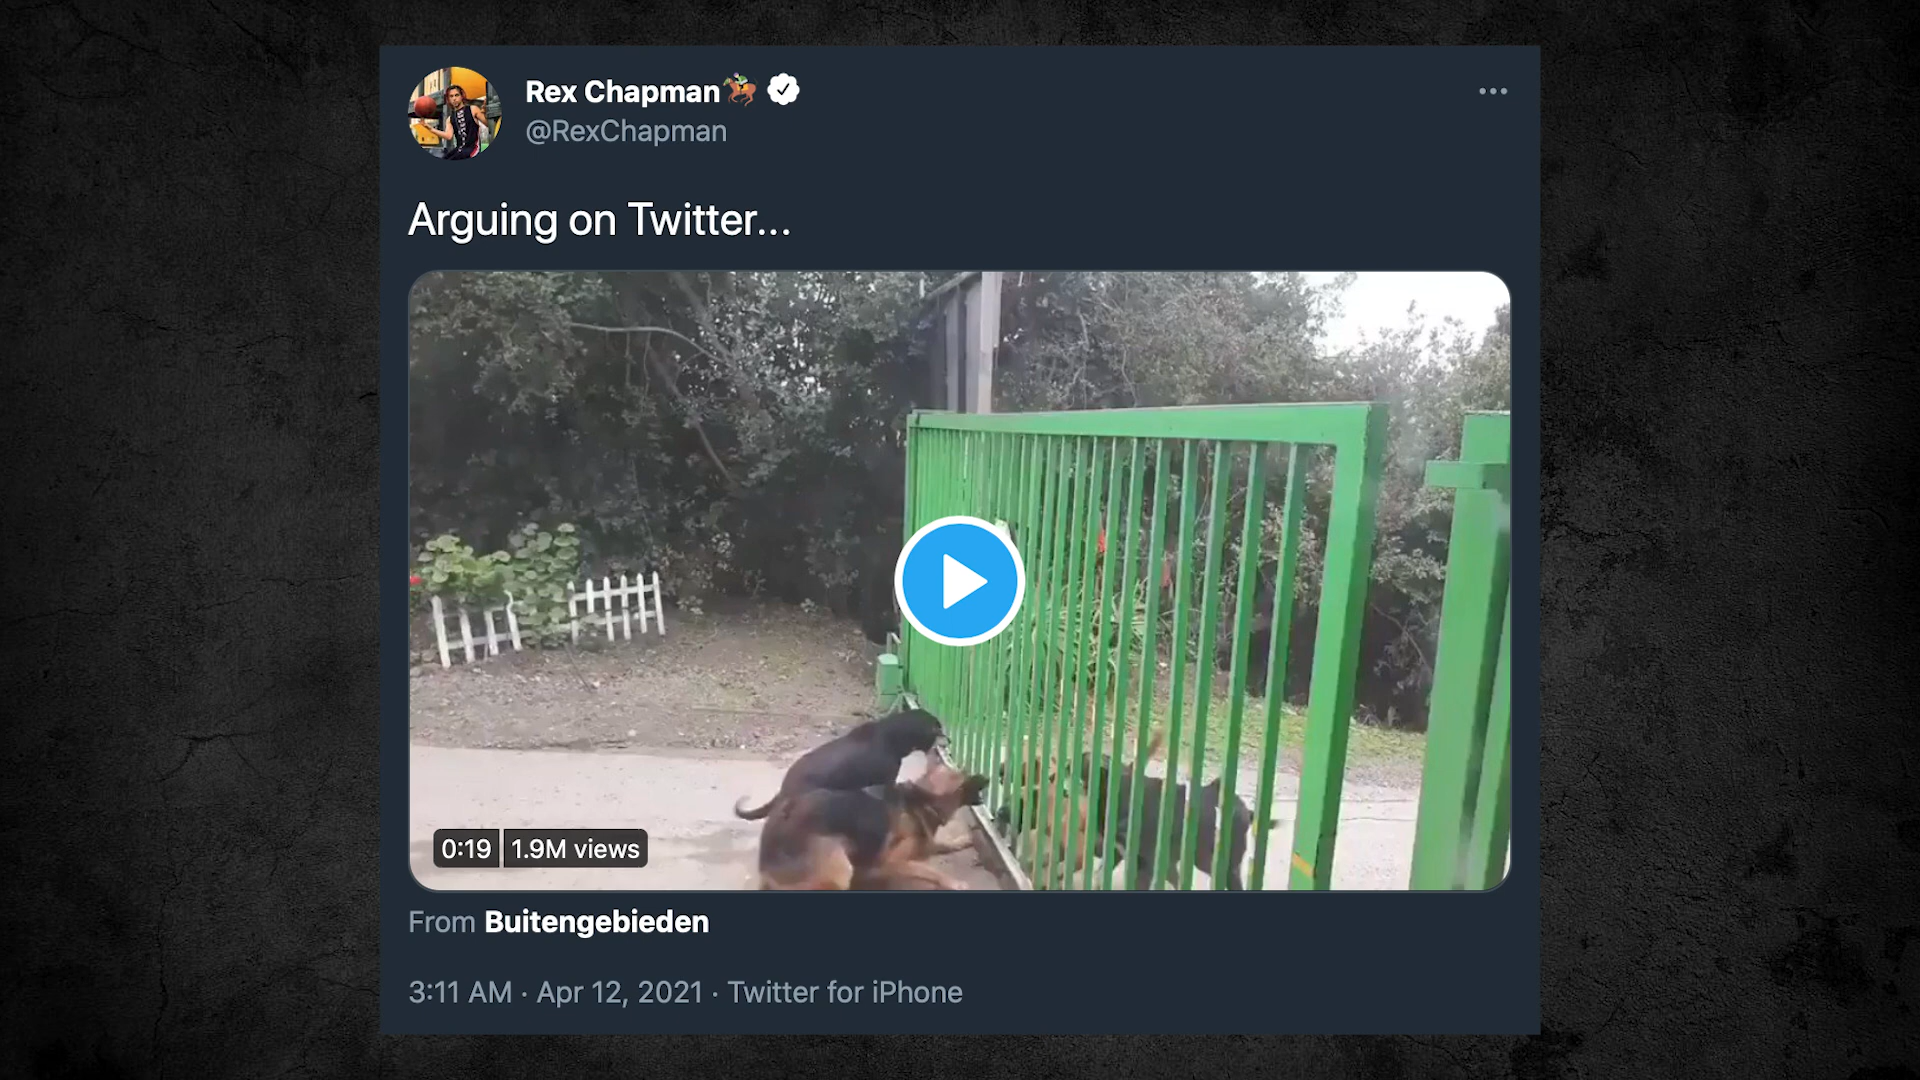 Rex Chapman🏇
@RexChapman
Arguing on Twitter...
0:19 1.9M views
From Buitengebieden
3:11 AM · Apr 12, 2021 · Twitter for iPhone